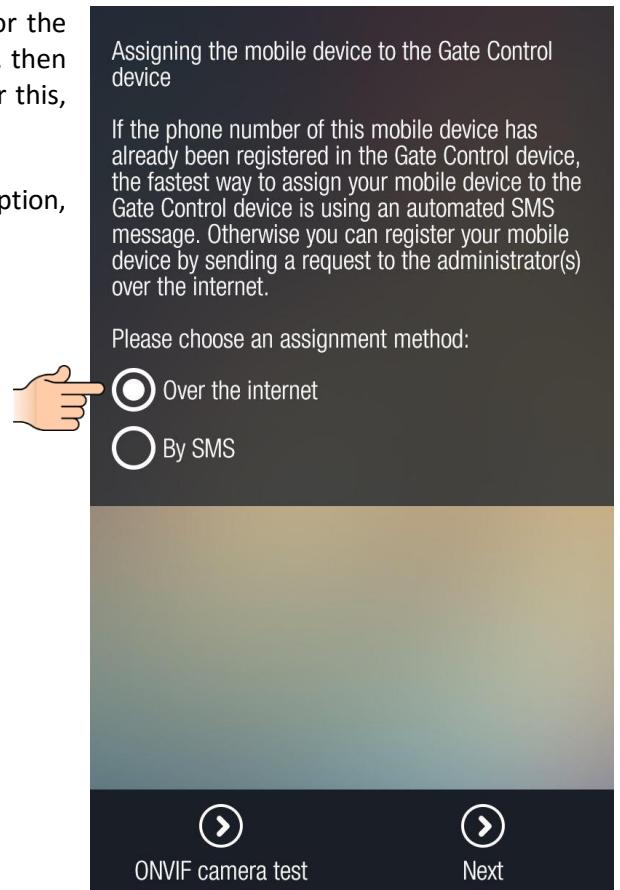 or the
then
r this,
ption,
Assigning the mobile device to the Gate Control
device
If the phone number of this mobile device has
already been registered in the Gate Control device,
the fastest way to assign your mobile device to the
Gate Control device is using an automated SMS
message. Otherwise you can register your mobile
device by sending a request to the administrator(s)
over the internet.
Please choose an assignment method:
Over the internet
By SMS
ONVIF camera test
Next